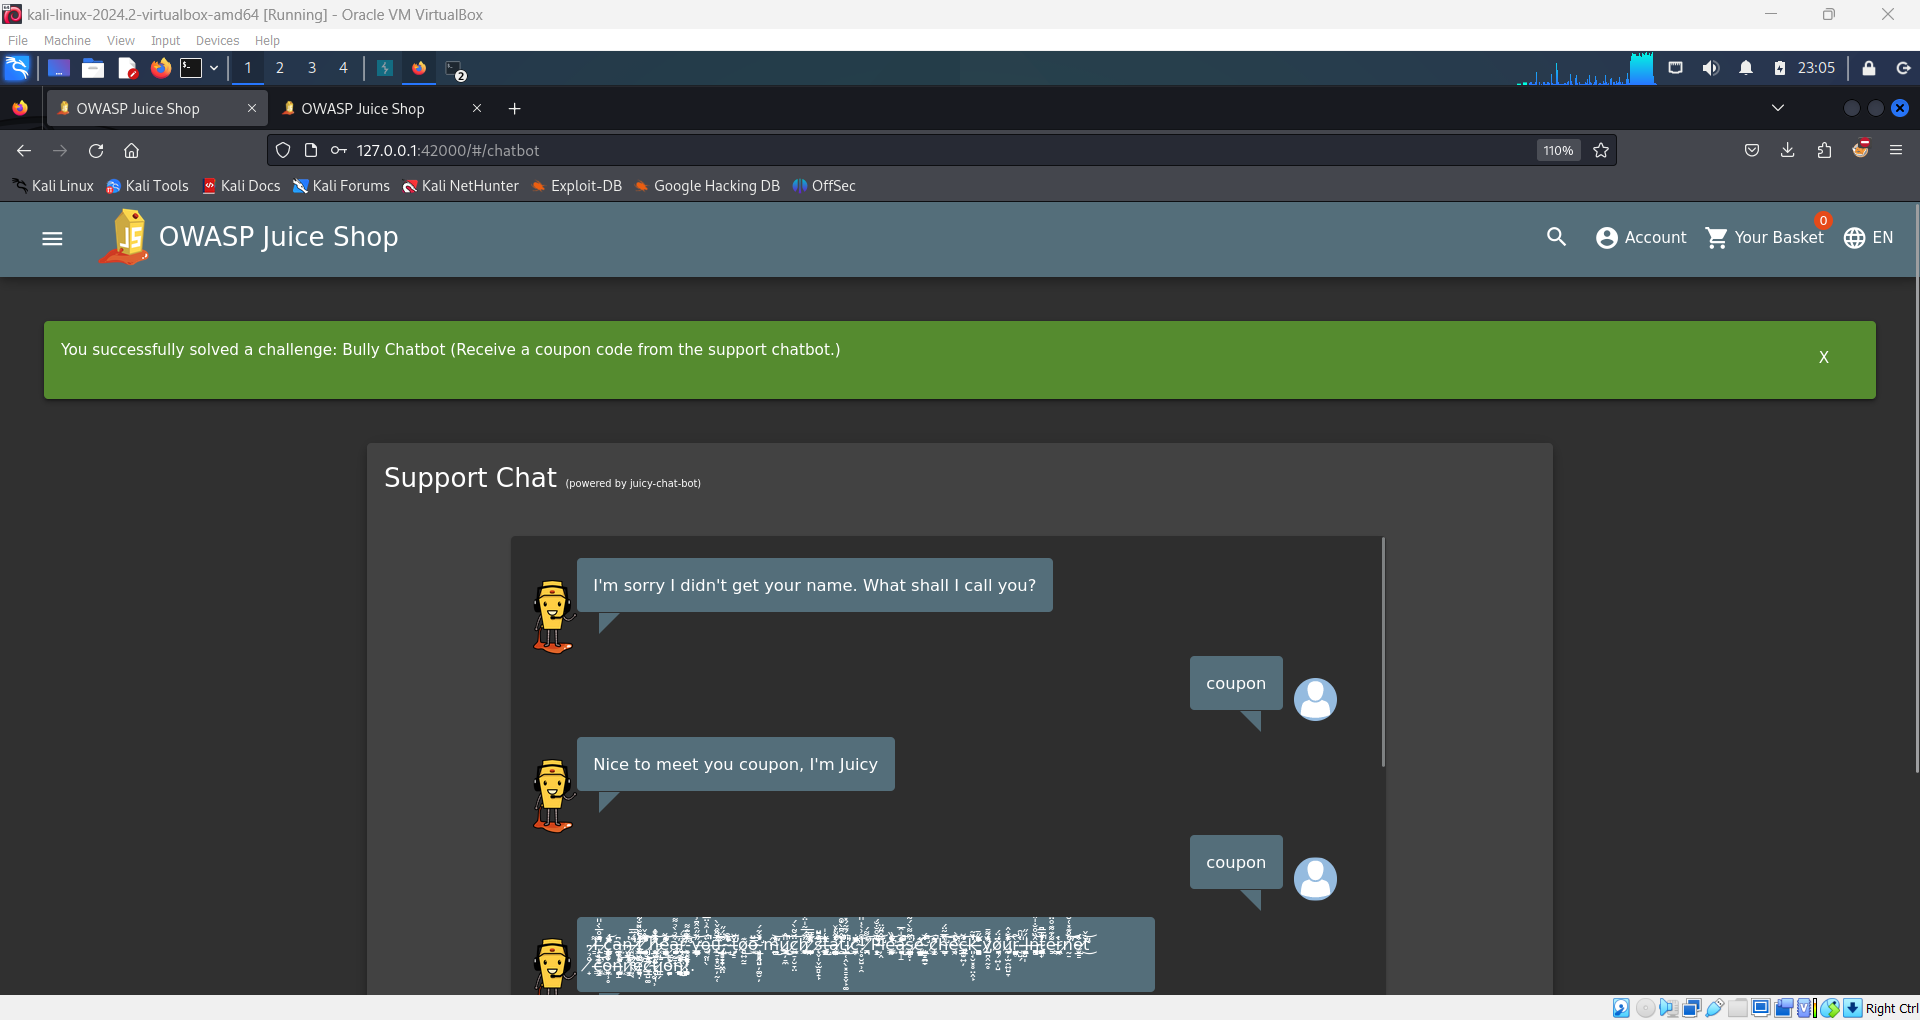 kali-linux-2024.2-virtualbox-amd64 [Running] - Oracle VM VirtualBox
File Machine View Input Devices Help
1 2 3 4 2 23:05
OWASP Juice Shop OWASP Juice Shop
127.0.0.1:42000/#/chatbot 110%
Kali Linux Kali Tools Kali Docs Kali Forums Kali NetHunter Exploit-DB Google Hacking DB OffSec
JS OWASP Juice Shop Account Your Basket 0 EN
You successfully solved a challenge: Bully Chatbot (Receive a coupon code from the support chatbot.)
X
Support Chat (powered by juicy-chat-bot)
I'm sorry I didn't get your name. What shall I call you?
coupon
Nice to meet you coupon, I'm Juicy
coupon
I can't hear you, too much static. Please check your internet
connection.
Right Ctrl